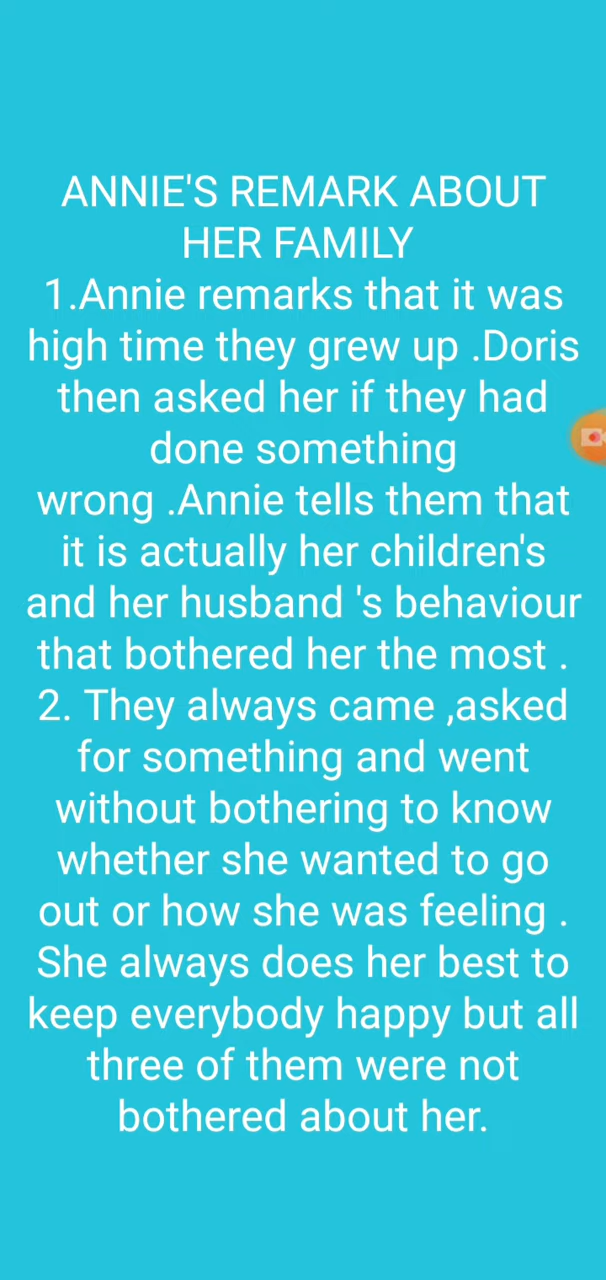 ANNIE'S REMARK ABOUT
HER FAMILY
1.Annie remarks that it was
high time they grew up .Doris
then asked her if they had
done something
wrong .Annie tells them that
it is actually her children's
and her husband 's behaviour
that bothered her the most .
2. They always came ,asked
for something and went
without bothering to know
whether she wanted to go
out or how she was feeling .
She always does her best to
keep everybody happy but all
three of them were not
bothered about her.